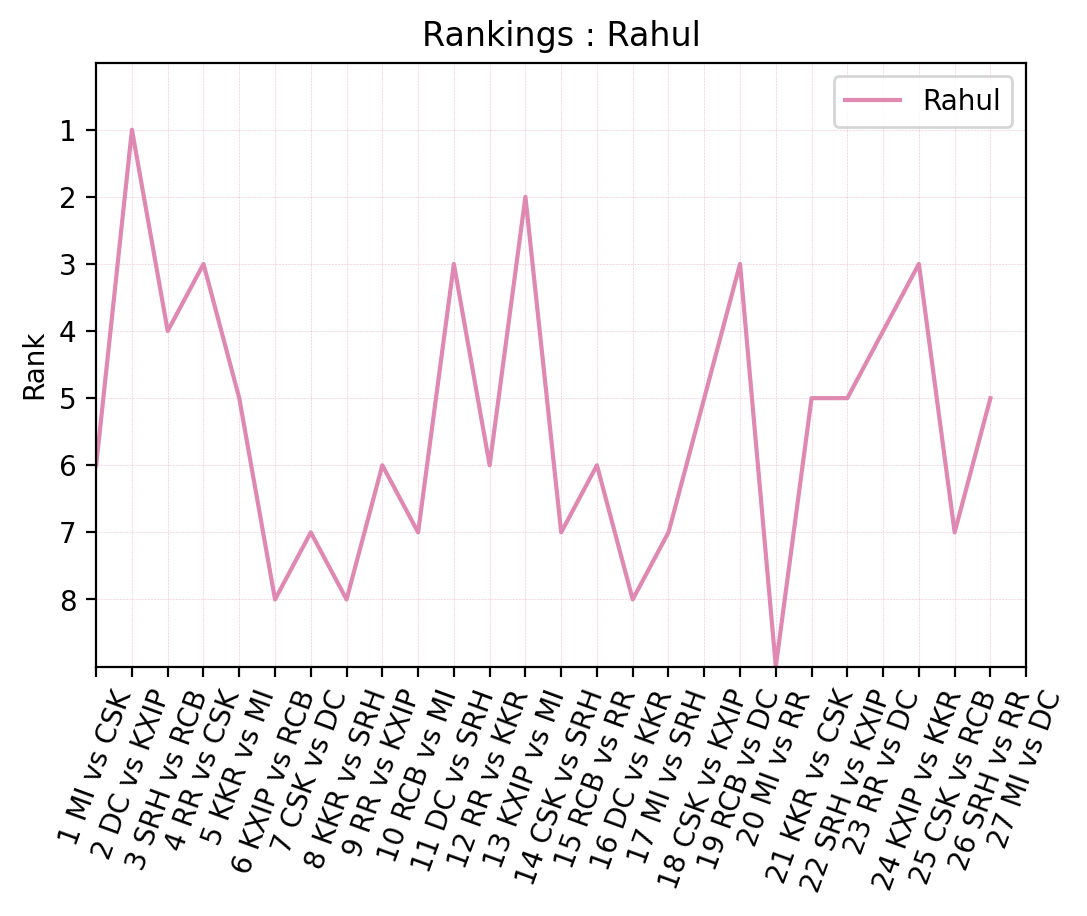 Rankings : Rahul
Rahul
Rank
1
2
3
4
5
6
7
8
1 MI vs CSK
2 DC vs KXIP
3 SRH vs RCB
4 RR vs CSK
5 KKR vs MI
6 KXIP vs RCB
7 CSK vs DC
8 KKR vs SRH
9 RR vs KXIP
10 RCB vs MI
11 DC vs SRH
12 RR vs KKR
13 KXIP vs MI
14 CSK vs SRH
15 RCB vs RR
16 DC vs KKR
17 MI vs SRH
18 CSK vs KXIP
19 RCB vs DC
20 MI vs RR
21 KKR vs CSK
22 SRH vs KXIP
23 RR vs DC
24 KXIP vs KKR
25 CSK vs RCB
26 SRH vs RR
27 MI vs DC